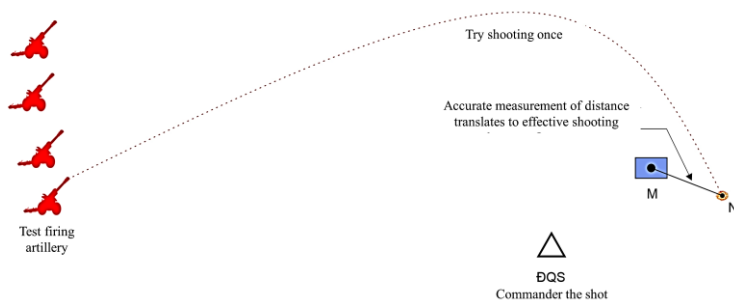 Try shooting once
Accurate measurement of distance
translates to effective shooting
M
N
Test firing
artillery
ĐQS
Commander the shot